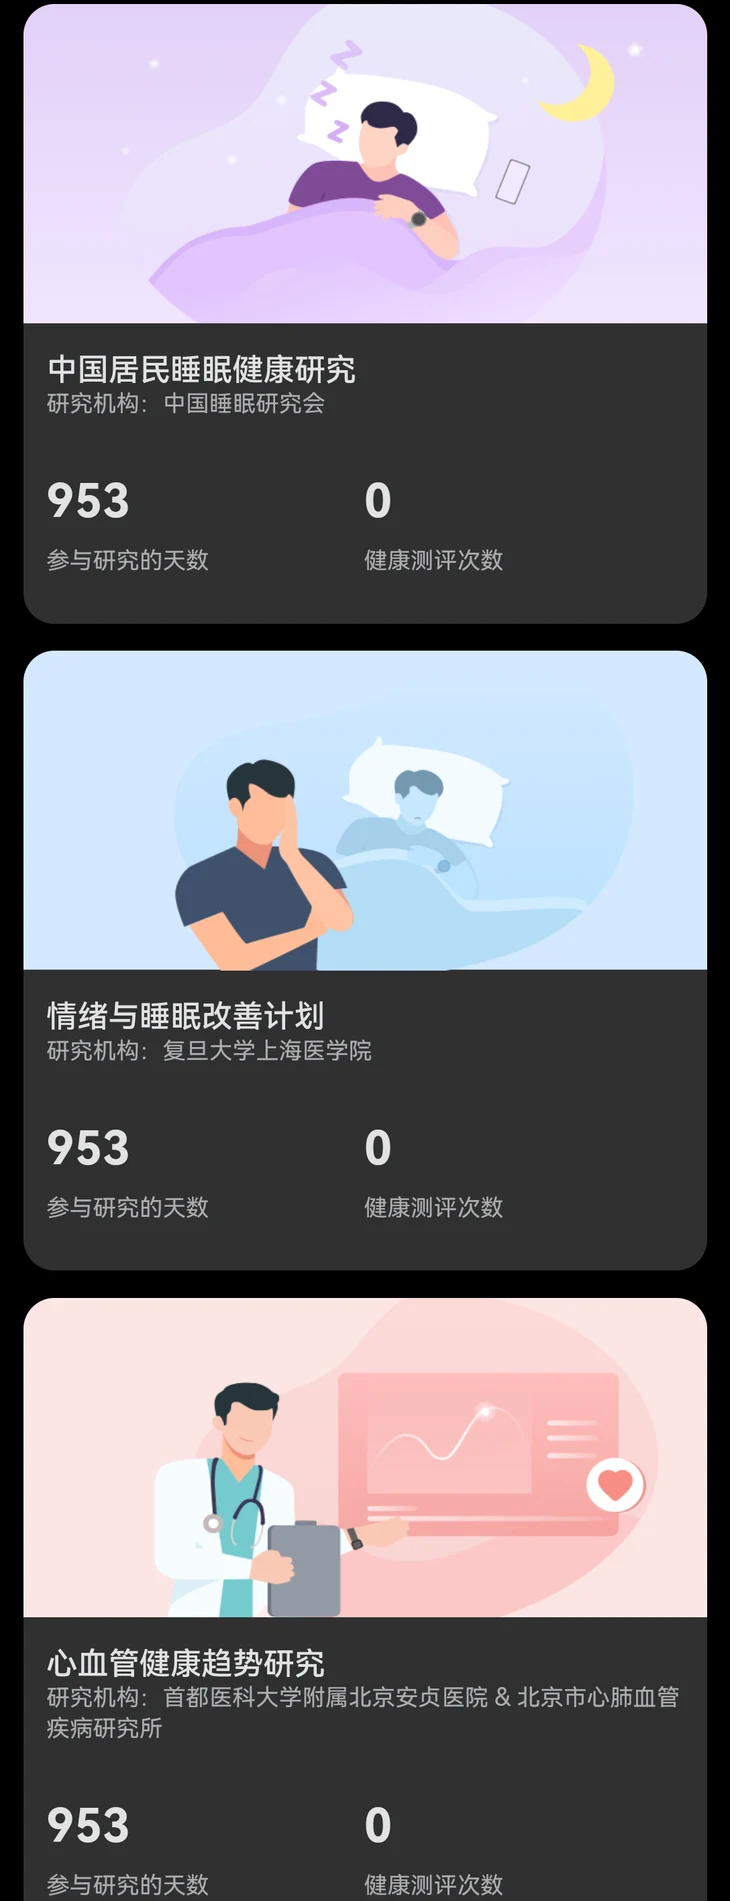 中国居民睡眠健康研究
研究机构：中国睡眠研究会
953 0
参与研究的天数 健康测评次数
情绪与睡眠改善计划
研究机构：复旦大学上海医学院
953 0
参与研究的天数 健康测评次数
心血管健康趋势研究
研究机构：首都医科大学附属北京安贞医院 & 北京市心肺血管
疾病研究所
953 0
参与研究的天数 健康测评次数